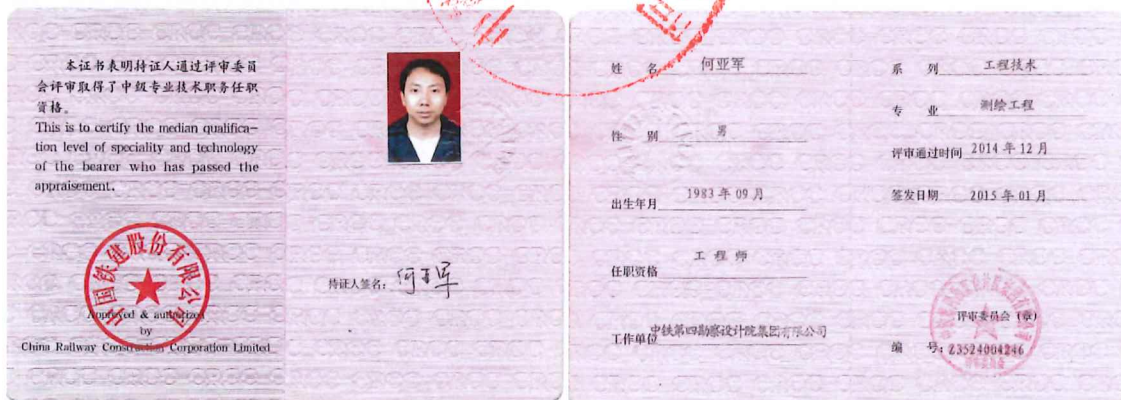 本证书表明持证人通过评审委员
会评审取得了中级专业技术职务任职
资格。
This is to certify the median qualifica-
tion level of speciality and technology
of the bearer who has passed the
appraisement.
中国铁建股份有限公司
Approved & authorized
by
China Railway Construction Corporation Limited
持证人签名：何亚军
姓 名 何亚军
性 别 男
出生年月 1983 年 09 月
任职资格 工 程 师
工作单位 中铁第四勘察设计院集团有限公司
系 列 工程技术
专 业 测绘工程
评审通过时间 2014 年 12 月
签发日期 2015 年 01 月
评审委员会（章）
编 号：Z3524004246